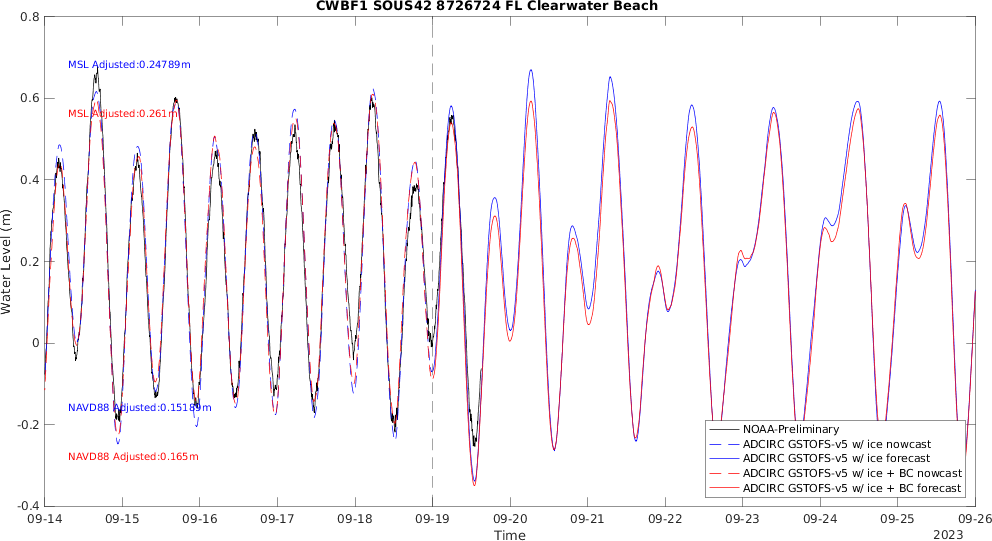 CWBF1 SOUS42 8726724 FL Clearwater Beach
0.8
0.6
0.4
0.2
0
-0.2
-0.4
Water Level (m)
MSL Adjusted:0.24789m
MSL Adjusted:0.261m
NAVD88 Adjusted:0.15189m
NAVD88 Adjusted:0.165m
NOAA-Preliminary
ADCIRC GSTOFS-v5 w/ ice nowcast
ADCIRC GSTOFS-v5 w/ ice forecast
ADCIRC GSTOFS-v5 w/ ice + BC nowcast
ADCIRC GSTOFS-v5 w/ ice + BC forecast
09-14 09-15 09-16 09-17 09-18 09-19 09-20 09-21 09-22 09-23 09-24 09-25 09-26
Time
2023